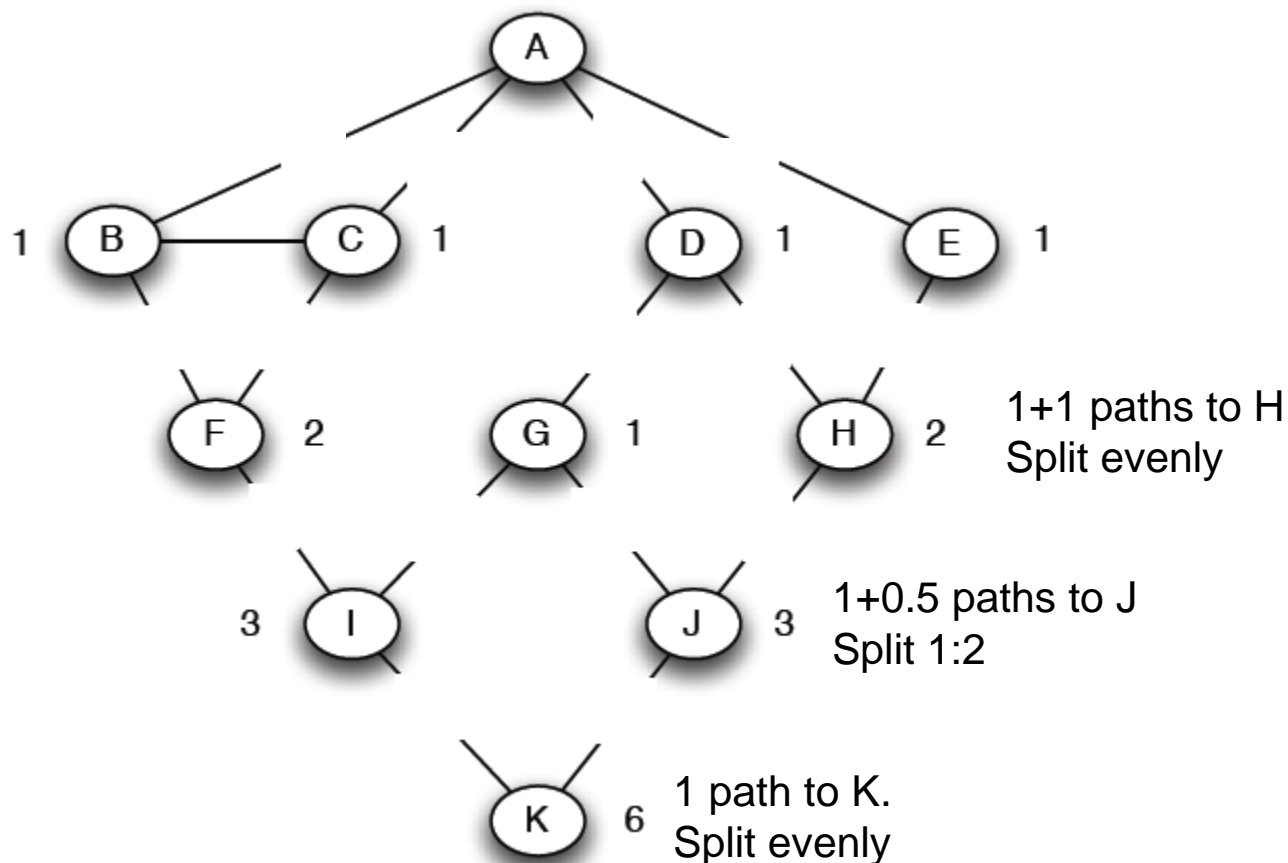 A
1 B C 1 D 1 E 1
F 2 G 1 H 2
1+1 paths to H
Split evenly
3 I J 3
1+0.5 paths to J
Split 1:2
K 6
1 path to K.
Split evenly